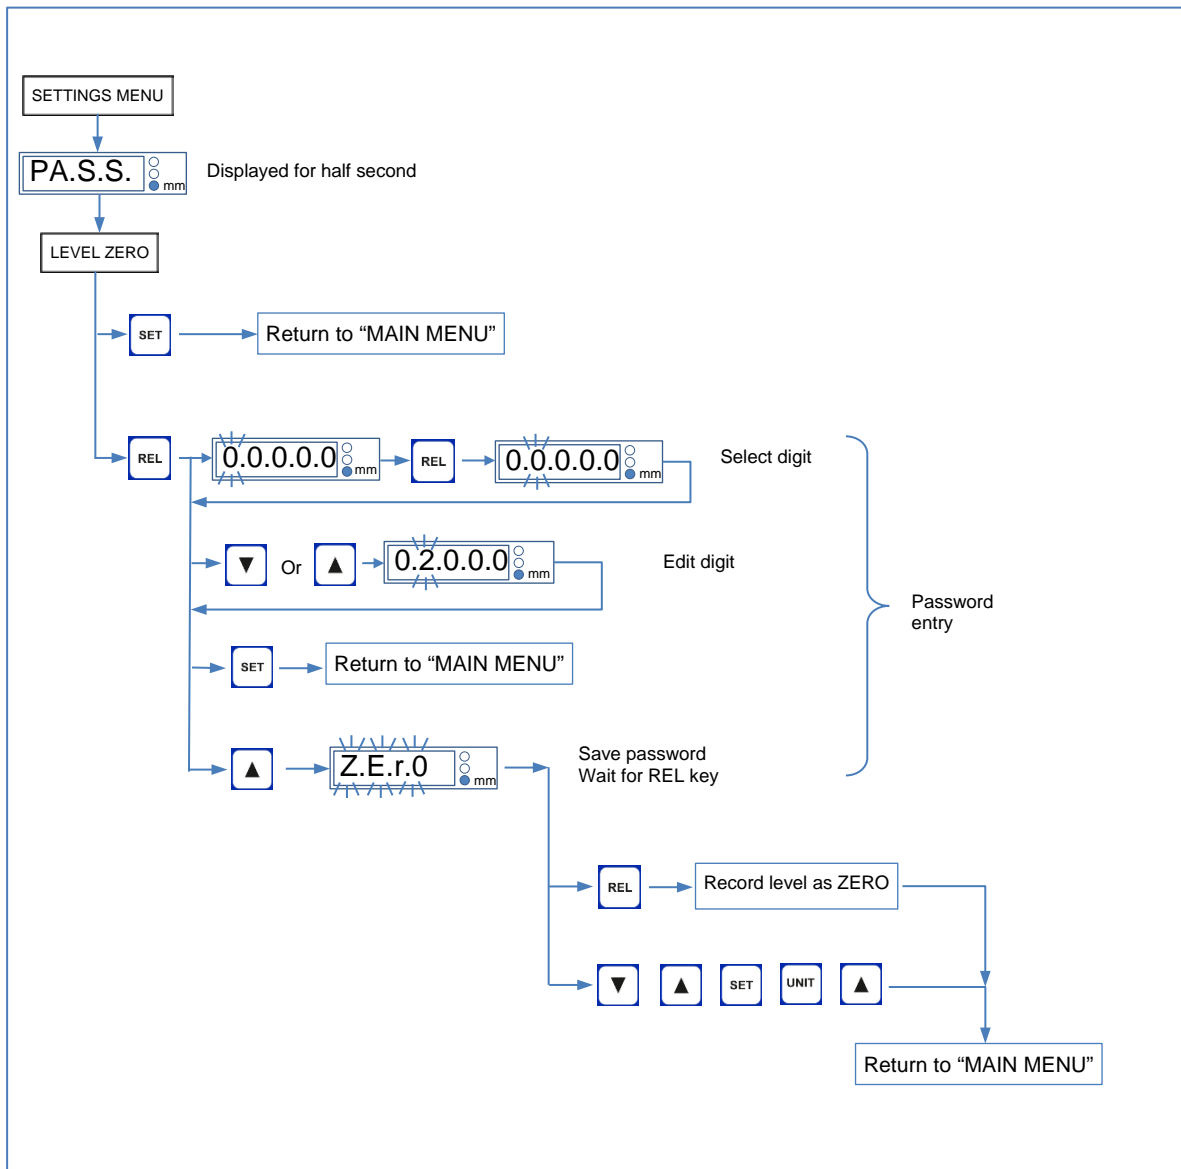 SETTINGS MENU
PA.S.S.
mm
Displayed for half second
LEVEL ZERO
SET
Return to “MAIN MENU”
REL
0.0.0.0.0
mm
REL
0.0.0.0.0
mm
Select digit
▼
Or
▲
0.2.0.0.0
mm
Edit digit
Password
entry
SET
Return to “MAIN MENU”
▲
Z.E.r.0
mm
Save password
Wait for REL key
REL
Record level as ZERO
▼
▲
SET
UNIT
▲
Return to “MAIN MENU”